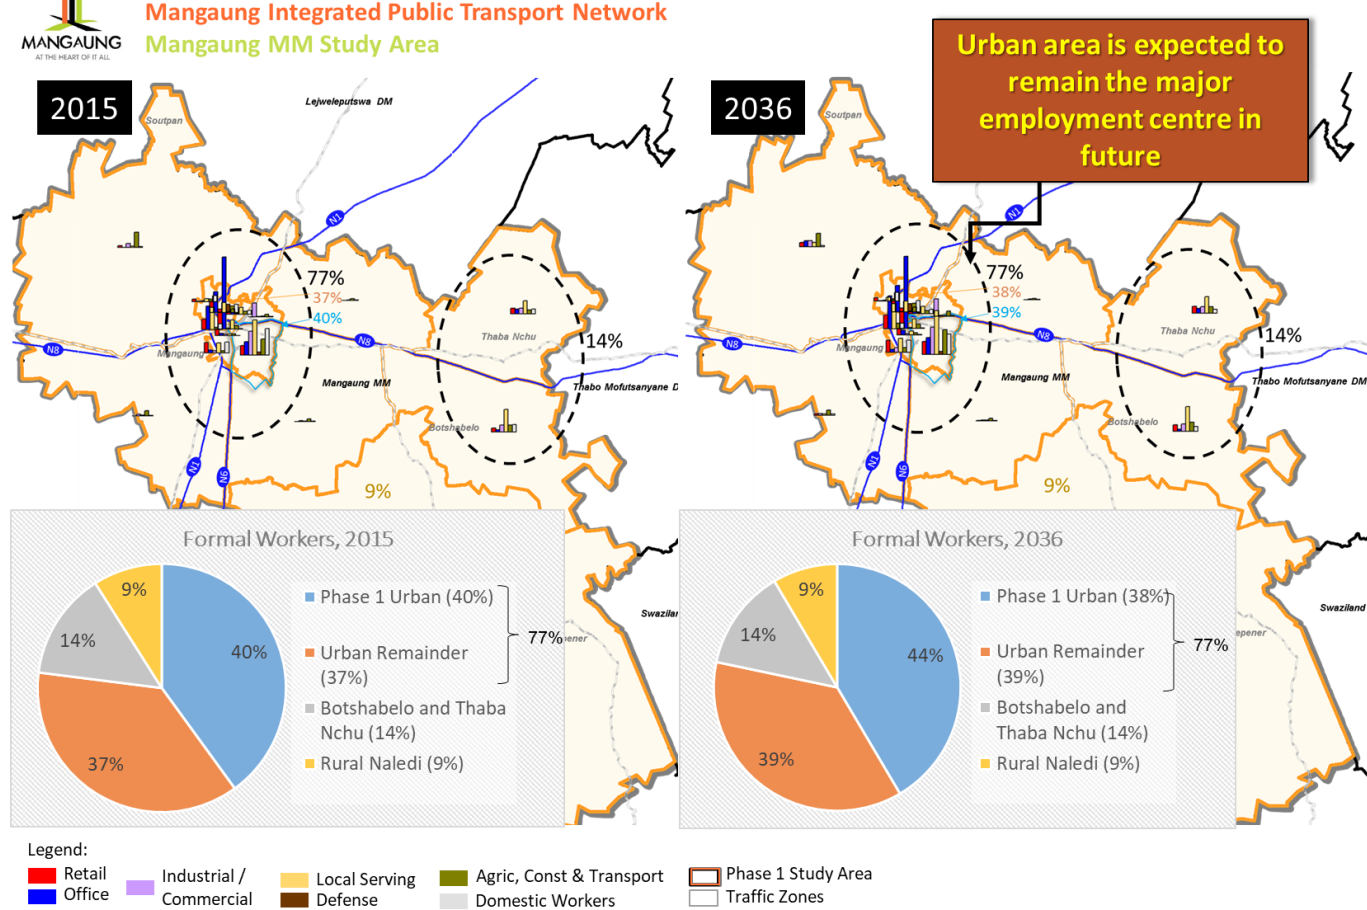 MANGAUNG
AT THE HEART OF IT ALL
Mangaung Integrated Public Transport Network
Mangaung MM Study Area
Urban area is expected to
remain the major
employment centre in
future
2015
Lejweleputswa DM
Soutpan
N1
77%
37%
40%
N8
N8
Mangaung
Thaba Nchu
14%
Mangaung MM
Thabo Mofutsanyane D
Botshabelo
N1
N6
9%
2036
Soutpan
N1
77%
38%
39%
N8
N8
Mangaung
Thaba Nchu
14%
Mangaung MM
Thabo Mofutsanyane DM
Botshabelo
N1
N6
9%
Formal Workers, 2015
9%
14%
40%
37%
Phase 1 Urban (40%)
Urban Remainder
(37%)
77%
Botshabelo and Thaba
Nchu (14%)
Rural Naledi (9%)
Swazilan
pener
Formal Workers, 2036
9%
14%
44%
39%
Phase 1 Urban (38%)
Urban Remainder
(39%)
77%
Botshabelo and
Thaba Nchu (14%)
Rural Naledi (9%)
Swaziland
epener
Legend:
Retail
Office
Industrial /
Commercial
Local Serving
Defense
Agric, Const & Transport
Domestic Workers
Phase 1 Study Area
Traffic Zones